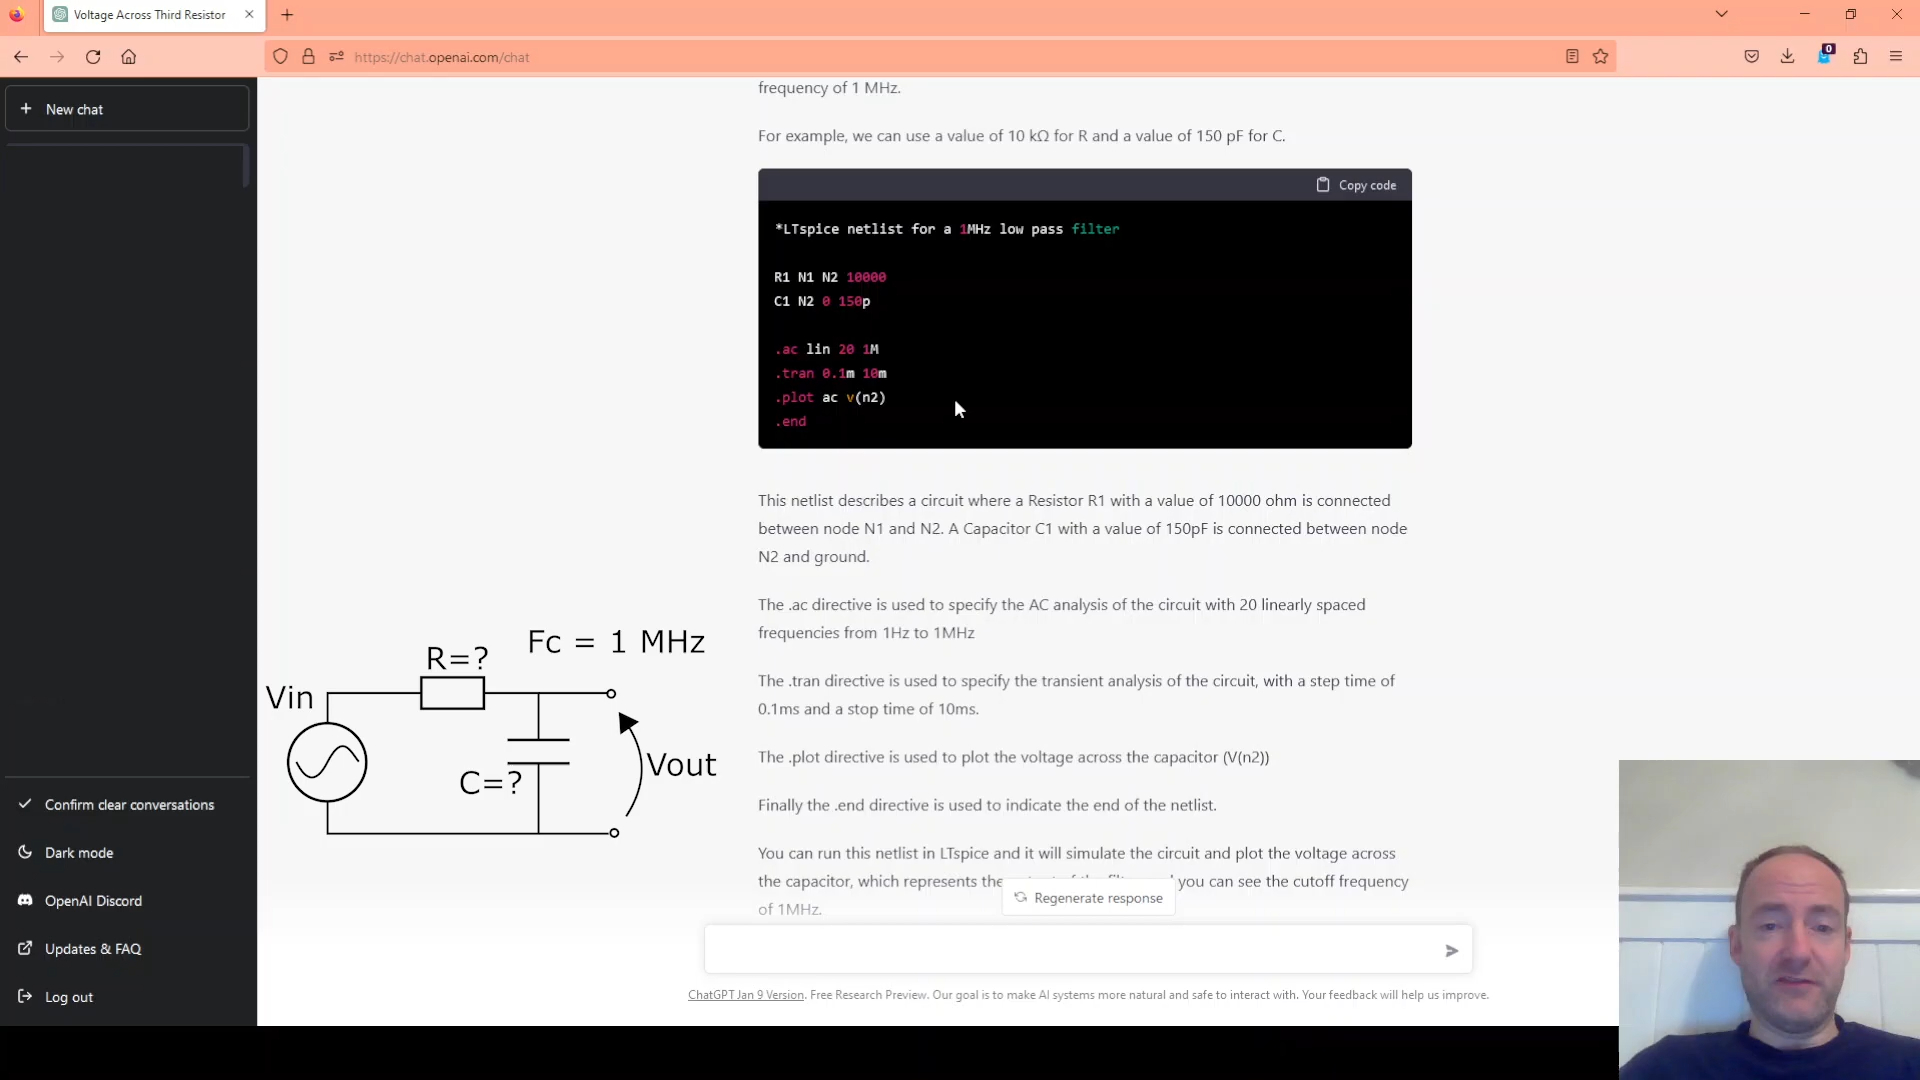 Voltage Across Third Resistor
https://chat.openai.com/chat
0
New chat
frequency of 1 MHz.
For example, we can use a value of 10 kΩ for R and a value of 150 pF for C.
Copy code
*LTspice netlist for a 1MHz low pass filter
R1 N1 N2 10000
C1 N2 0 150p
.ac lin 20 1M
.tran 0.1m 10m
.plot ac v(n2)
.end
This netlist describes a circuit where a Resistor R1 with a value of 10000 ohm is connected
between node N1 and N2. A Capacitor C1 with a value of 150pF is connected between node
N2 and ground.
The .ac directive is used to specify the AC analysis of the circuit with 20 linearly spaced
frequencies from 1Hz to 1MHz
The .tran directive is used to specify the transient analysis of the circuit, with a step time of
0.1ms and a stop time of 10ms.
The .plot directive is used to plot the voltage across the capacitor (V(n2))
Finally the .end directive is used to indicate the end of the netlist.
You can run this netlist in LTspice and it will simulate the circuit and plot the voltage across
the capacitor, which represents the you can see the cutoff frequency
of 1MHz.
Regenerate response
Fc = 1 MHz
R=?
Vin
C=?
Vout
Confirm clear conversations
Dark mode
OpenAI Discord
Updates & FAQ
Log out
ChatGPT Jan 9 Version. Free Research Preview. Our goal is to make AI systems more natural and safe to interact with. Your feedback will help us improve.